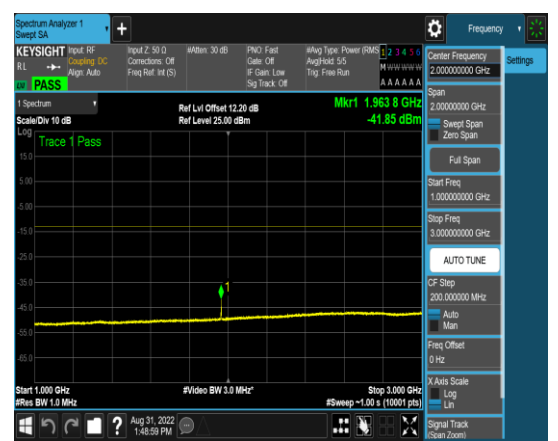 Spectrum Analyzer 1
Swept SA
+
Frequency
KEYSIGHT
RL
Input: RF
Coupling: DC
Align: Auto
Input Z: 50 Ω
Corrections: Off
Freq Ref: Int (S)
#Atten: 30 dB
PNO: Fast
Gate: Off
IF Gain: Low
Sig Track: Off
#Avg Type: Power (RMS
Avg|Hold: 5/5
Trig: Free Run
1 2 3 4 5 6
M W W W W W
A A A A A A
PASS
1 Spectrum
Scale/Div 10 dB
Log
Ref Lvl Offset 12.20 dB
Ref Level 25.00 dBm
Mkr1 1.963 8 GHz
-41.85 dBm
Trace 1 Pass
15.0
5.00
-5.00
-15.0
-25.0
-35.0
-45.0
-55.0
-65.0
1
Start 1.000 GHz
#Res BW 1.0 MHz
#Video BW 3.0 MHz*
Stop 3.000 GHz
#Sweep ~1.00 s (10001 pts)
?
Aug 31, 2022
1:48:59 PM
Settings
Center Frequency
2.000000000 GHz
Span
2.00000000 GHz
Swept Span
Zero Span
Full Span
Start Freq
1.000000000 GHz
Stop Freq
3.000000000 GHz
AUTO TUNE
CF Step
200.000000 MHz
Auto
Man
Freq Offset
0 Hz
X Axis Scale
Log
Lin
Signal Track
(Span Zoom)